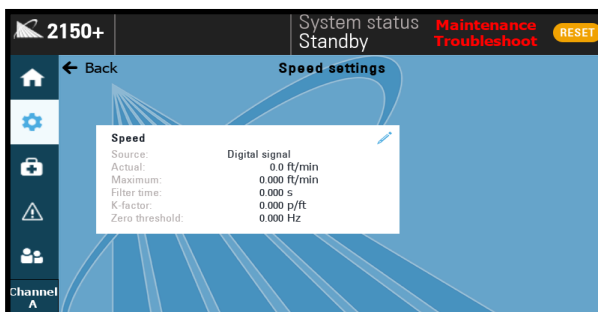 2150+
System status
Standby
Maintenance
Troubleshoot
RESET
Back
Speed settings
Speed
Source: Digital signal
Actual: 0.0 ft/min
Maximum: 0.000 ft/min
Filter time: 0.000 s
K-factor: 0.000 p/ft
Zero threshold: 0.000 Hz
Channel
A